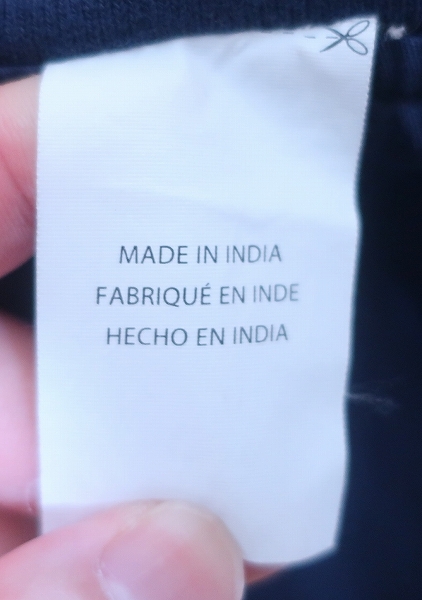 MADE IN INDIA
FABRIQUÉ EN INDE
HECHO EN INDIA